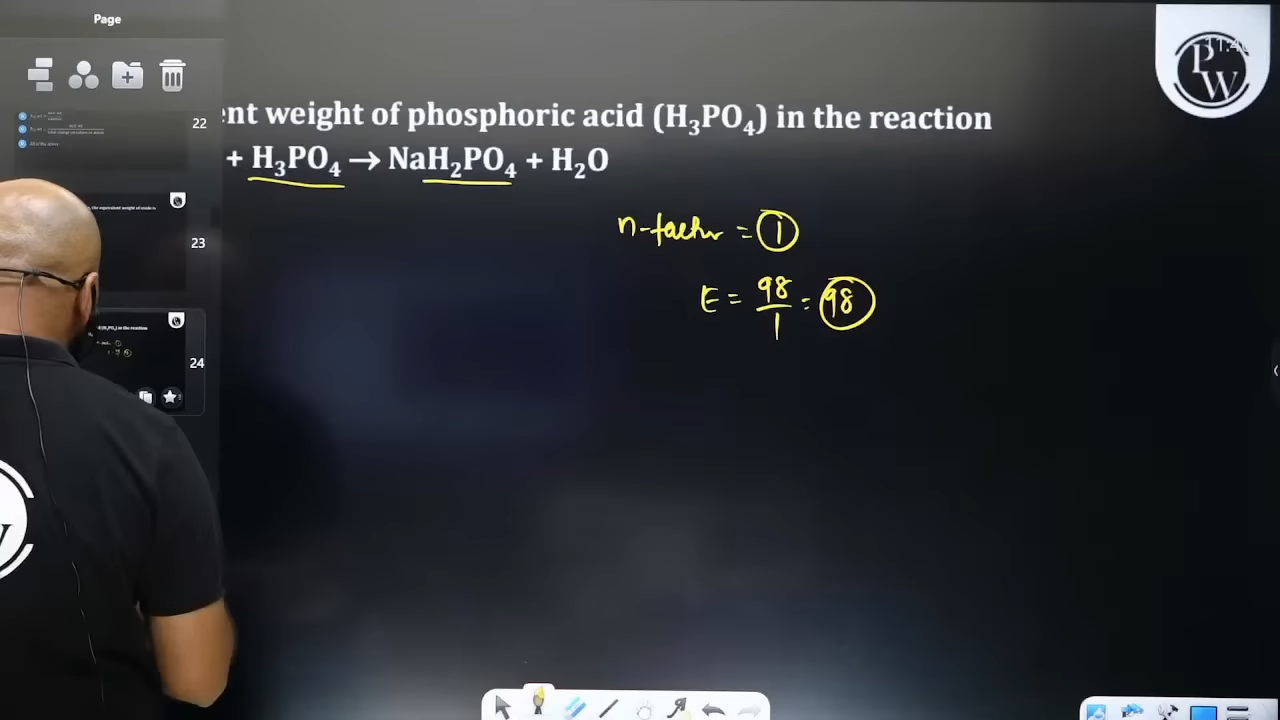 Page
22
23
24
ent weight of phosphoric acid (H₃PO₄) in the reaction
+ H₃PO₄ → NaH₂PO₄ + H₂O
n-factor = 1
E = 98/1 = 98
PW